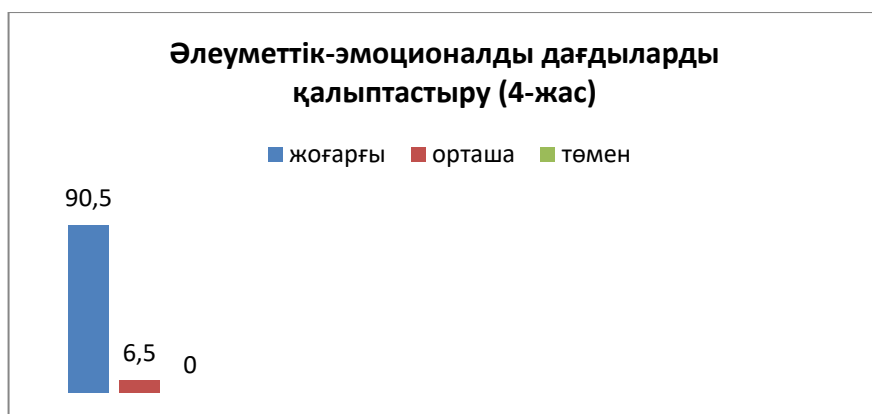 Әлеуметтік-эмоционалды дағдыларды
қалыптастыру (4-жас)
жоғарғы орташа төмен
90,5
6,5
0